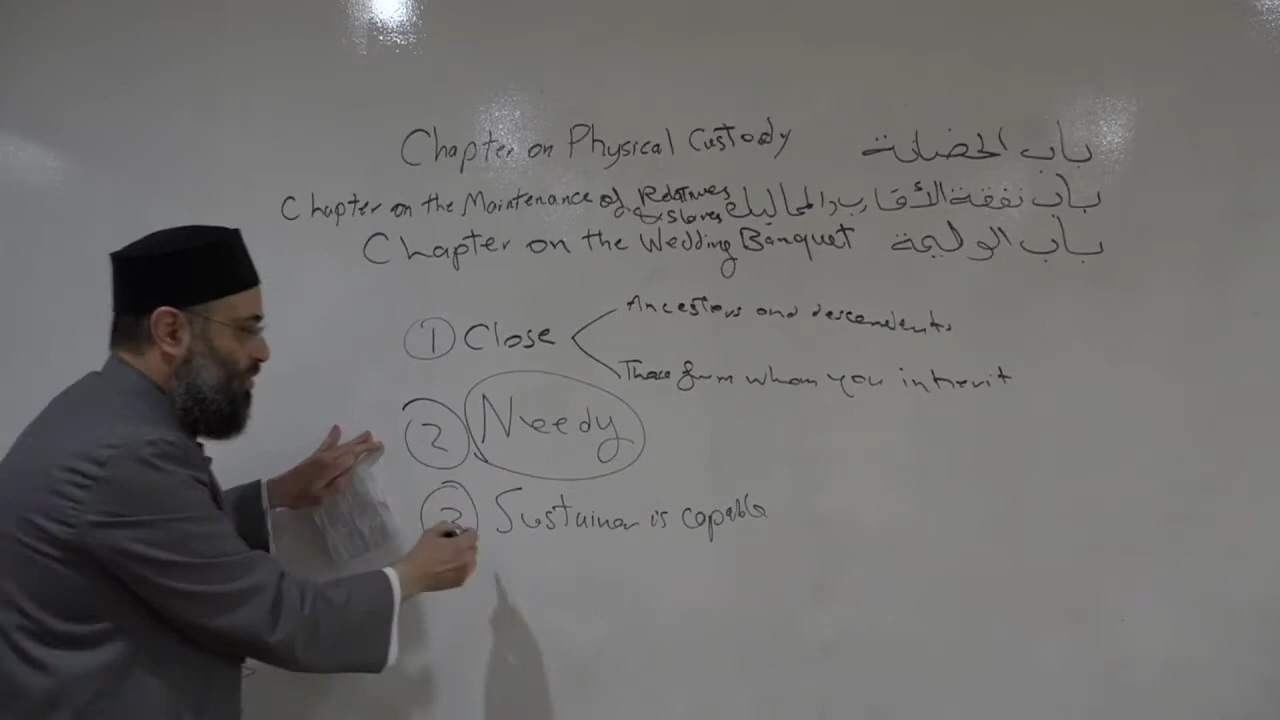 Chapter on Physical Custody باب الحضانة
Chapter on the Maintenance of Relatives & Slaves باب نفقة الأقارب والمماليك
Chapter on the Wedding Banquet باب الوليمة
① Close
Ancestors and descendents
Those from whom you inherit
② Needy
③ Sustainer is capable